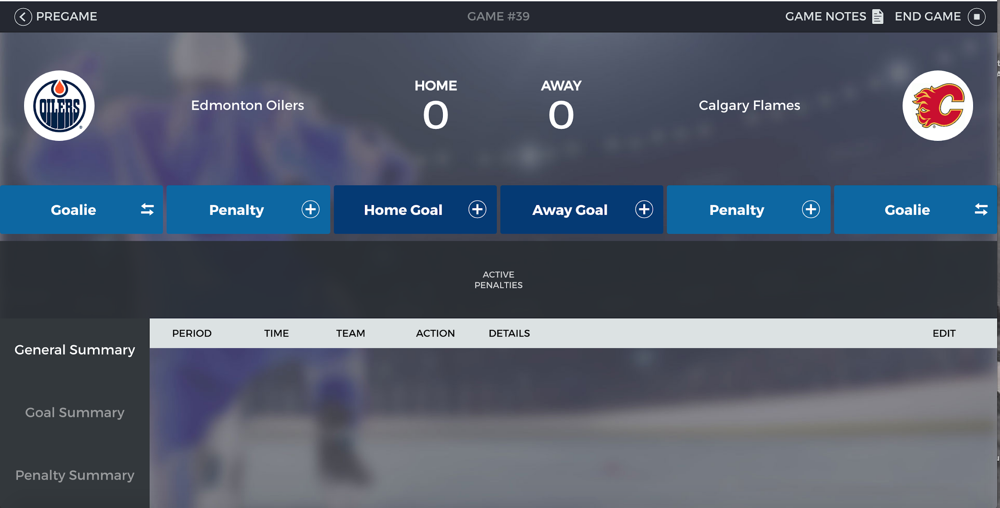 PREGAME
GAME #39
GAME NOTES
END GAME
OILERS
®
Edmonton Oilers
HOME
0
AWAY
0
Calgary Flames
C
®
Goalie
Penalty
Home Goal
Away Goal
Penalty
Goalie
ACTIVE
PENALTIES
PERIOD TIME TEAM ACTION DETAILS EDIT
General Summary
Goal Summary
Penalty Summary